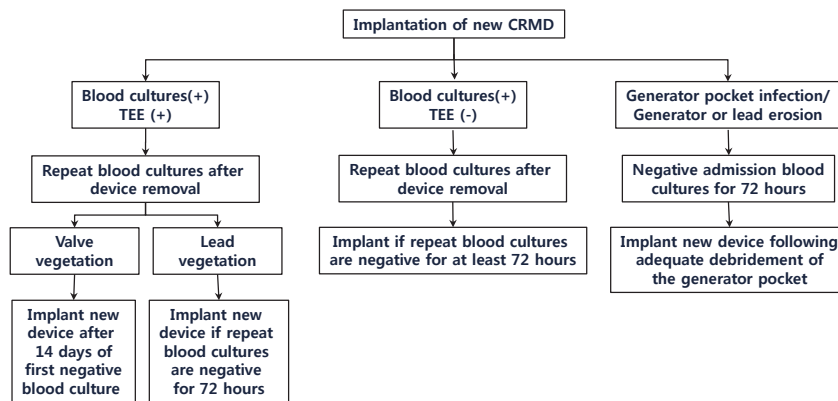 Implantation of new CRMD
Blood cultures(+)
TEE (+)
Blood cultures(+)
TEE (-)
Generator pocket infection/
Generator or lead erosion
Repeat blood cultures after
device removal
Repeat blood cultures after
device removal
Negative admission blood
cultures for 72 hours
Valve
vegetation
Lead
vegetation
Implant if repeat blood cultures
are negative for at least 72 hours
Implant new device following
adequate debridement of
the generator pocket
Implant new
device after
14 days of
first negative
blood culture
Implant new
device if repeat
blood cultures
are negative
for 72 hours